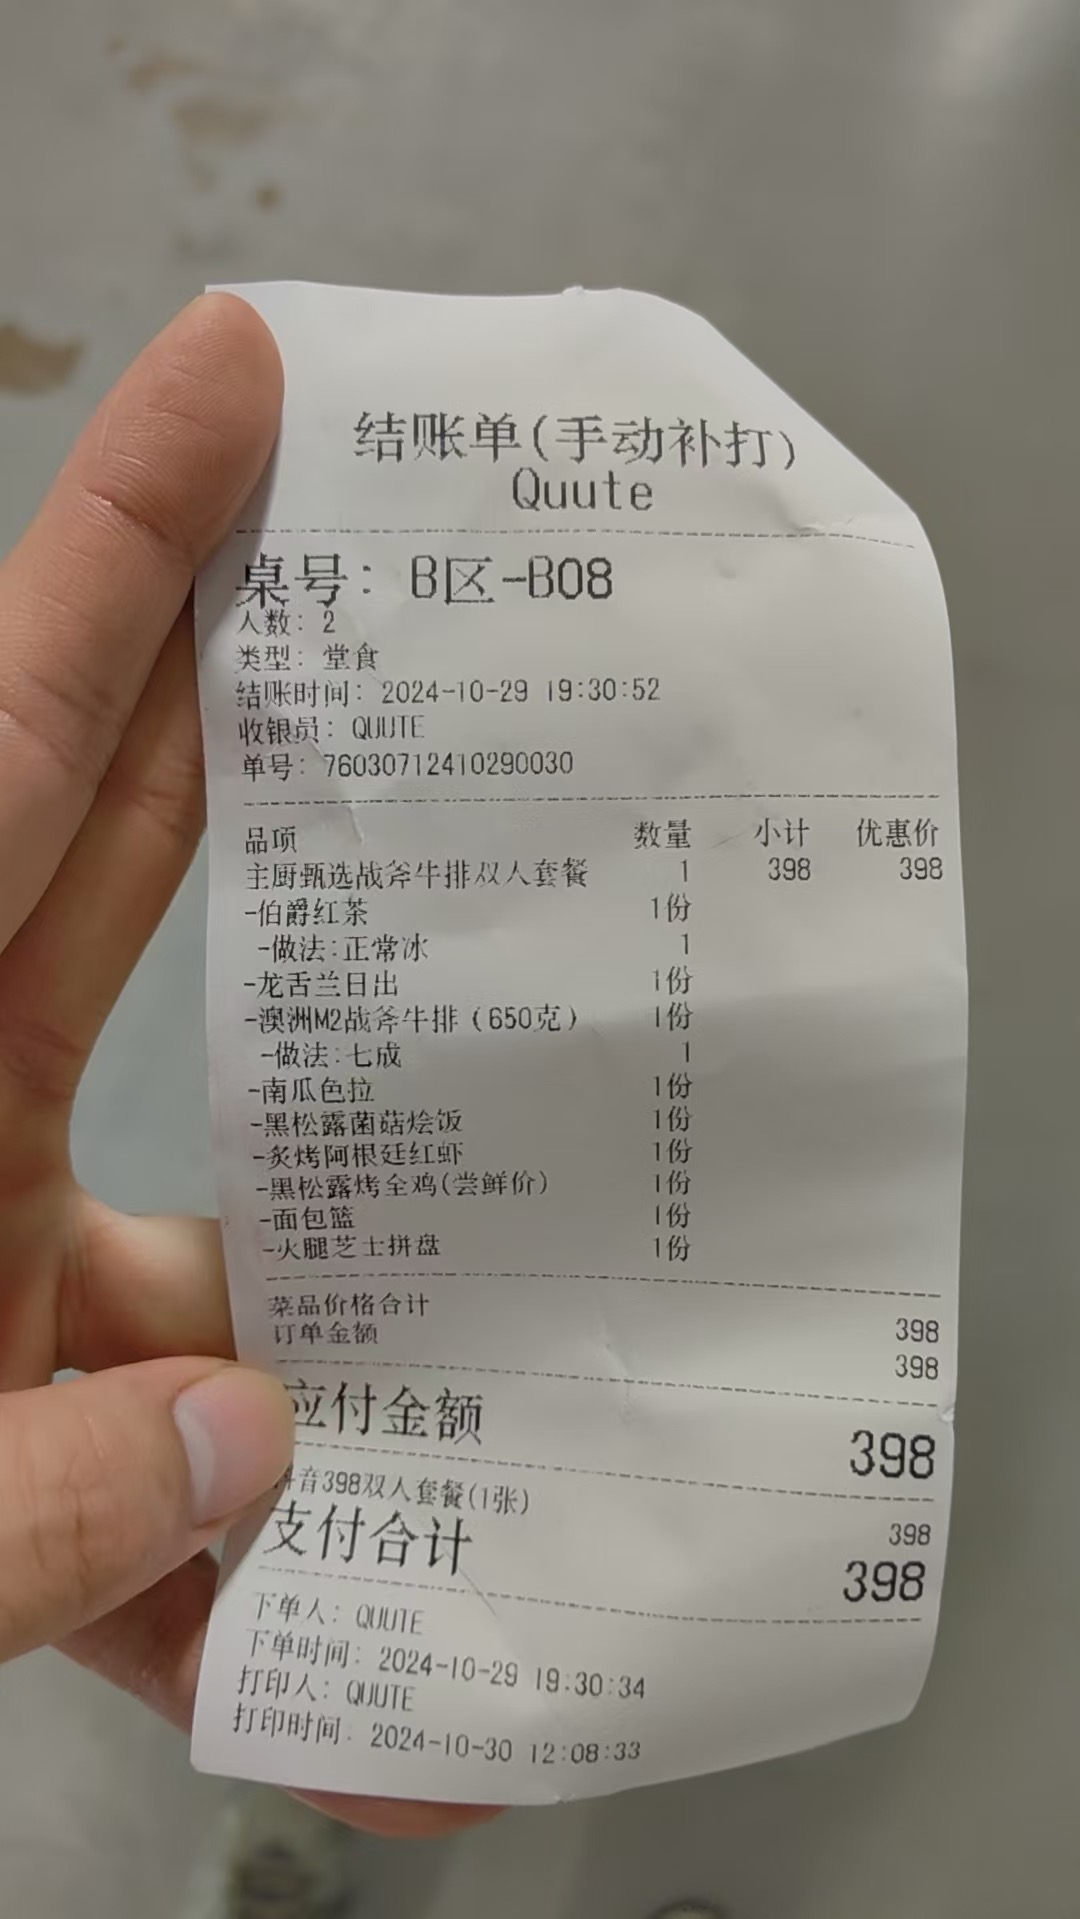 结账单(手动补打)
Quute
桌号: B区-B08
人数: 2
类型: 堂食
结账时间: 2024-10-29 19:30:52
收银员: QUUTE
单号: 76030712410290030
品项 数量 小计 优惠价
主厨甄选战斧牛排双人套餐 1 398 398
-伯爵红茶 1份
-做法:正常冰 1
-龙舌兰日出 1份
-澳洲M2战斧牛排(650克) 1份
-做法:七成 1
-南瓜色拉 1份
-黑松露菌菇烩饭 1份
-炙烤阿根廷红虾 1份
-黑松露烤全鸡(尝鲜价) 1份
-面包篮 1份
-火腿芝士拼盘 1份
菜品价格合计 398
订单金额 398
应付金额 398
抖音398双人套餐(1张) 398
支付合计 398
下单人: QUUTE
下单时间: 2024-10-29 19:30:34
打印人: QUUTE
打印时间: 2024-10-30 12:08:33